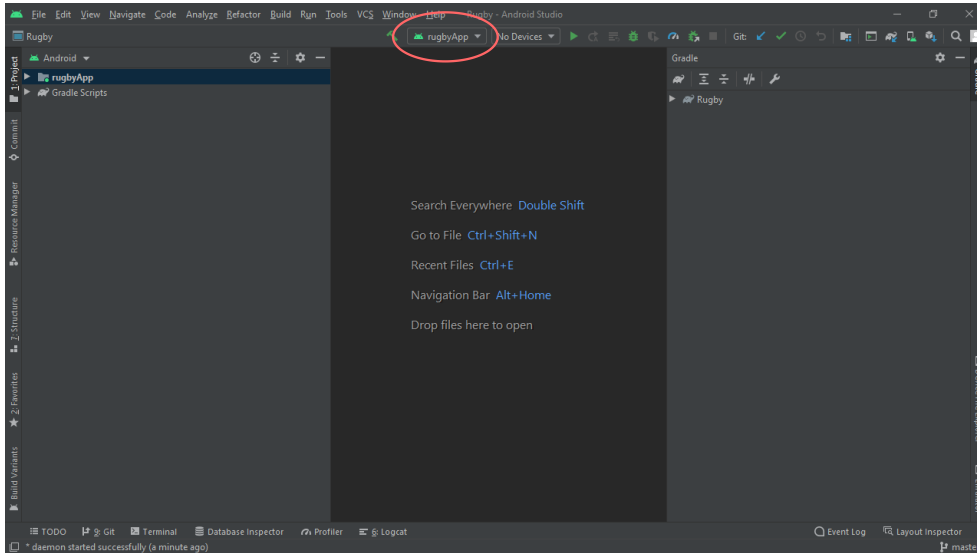 File Edit View Navigate Code Analyze Refactor Build Run Tools VCS Window Help Rugby - Android Studio
Rugby
rugbyApp
No Devices
Git:
Android
Gradle
rugbyApp
Gradle Scripts
Rugby
1: Project
Commit
Resource Manager
7: Structure
2: Favorites
Build Variants
Search Everywhere Double Shift
Go to File Ctrl+Shift+N
Recent Files Ctrl+E
Navigation Bar Alt+Home
Drop files here to open
TODO 9: Git Terminal Database Inspector Profiler 6: Logcat Event Log Layout Inspector
* daemon started successfully (a minute ago) maste